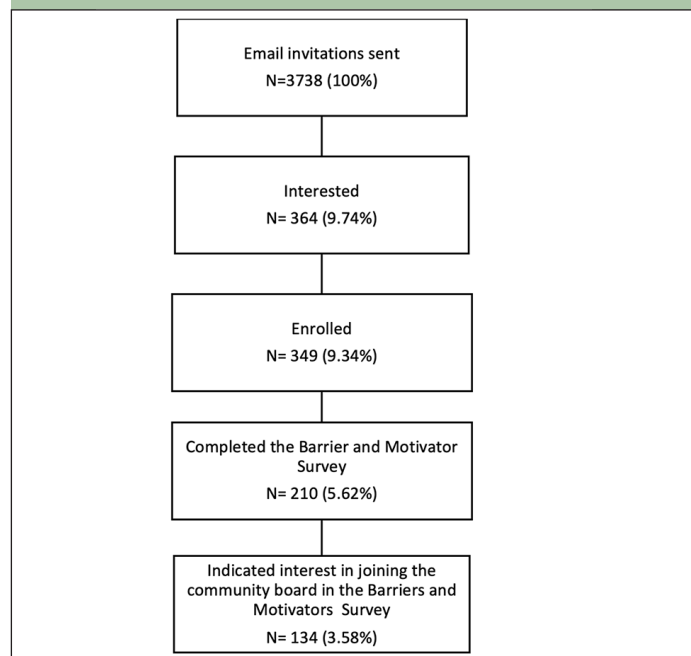 Email invitations sent
N=3738 (100%)
Interested
N= 364 (9.74%)
Enrolled
N= 349 (9.34%)
Completed the Barrier and Motivator
Survey
N= 210 (5.62%)
Indicated interest in joining the
community board in the Barriers and
Motivators Survey
N= 134 (3.58%)